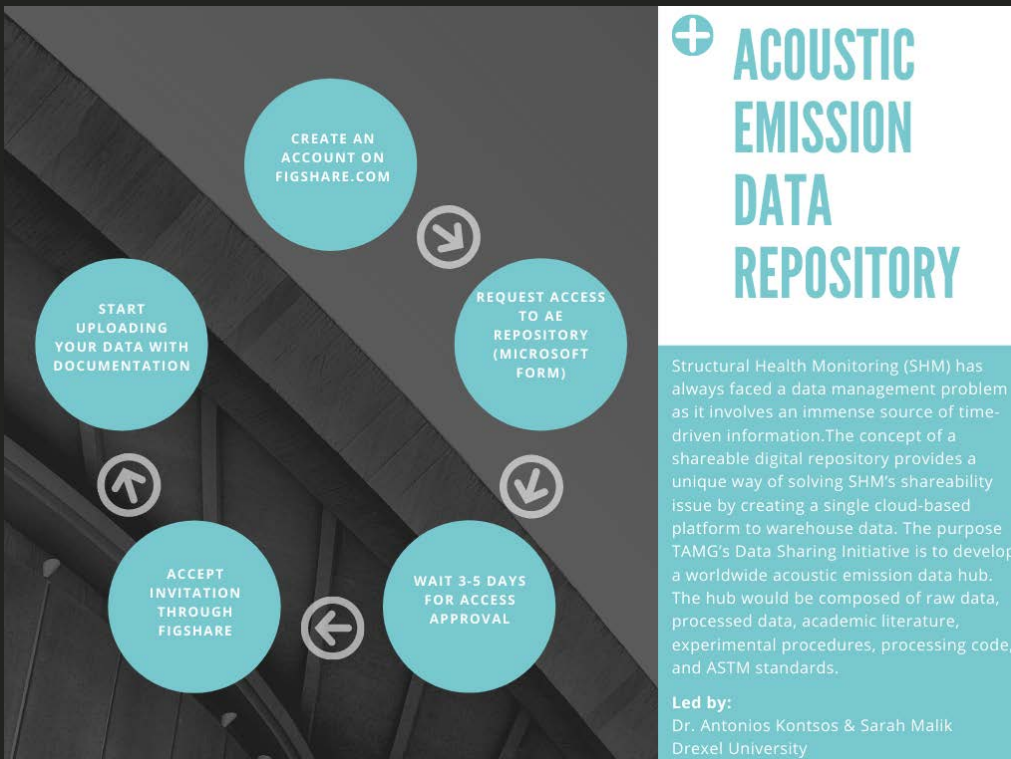 ACOUSTIC
EMISSION
DATA
REPOSITORY
CREATE AN
ACCOUNT ON
FIGSHARE.COM
REQUEST ACCESS
TO AE
REPOSITORY
(MICROSOFT
FORM)
WAIT 3-5 DAYS
FOR ACCESS
APPROVAL
ACCEPT
INVITATION
THROUGH
FIGSHARE
START
UPLOADING
YOUR DATA WITH
DOCUMENTATION
Structural Health Monitoring (SHM) has
always faced a data management problem
as it involves an immense source of time-
driven information.The concept of a
shareable digital repository provides a
unique way of solving SHM's shareability
issue by creating a single cloud-based
platform to warehouse data. The purpose
TAMG's Data Sharing Initiative is to develop
a worldwide acoustic emission data hub.
The hub would be composed of raw data,
processed data, academic literature,
experimental procedures, processing code,
and ASTM standards.
Led by:
Dr. Antonios Kontsos & Sarah Malik
Drexel University